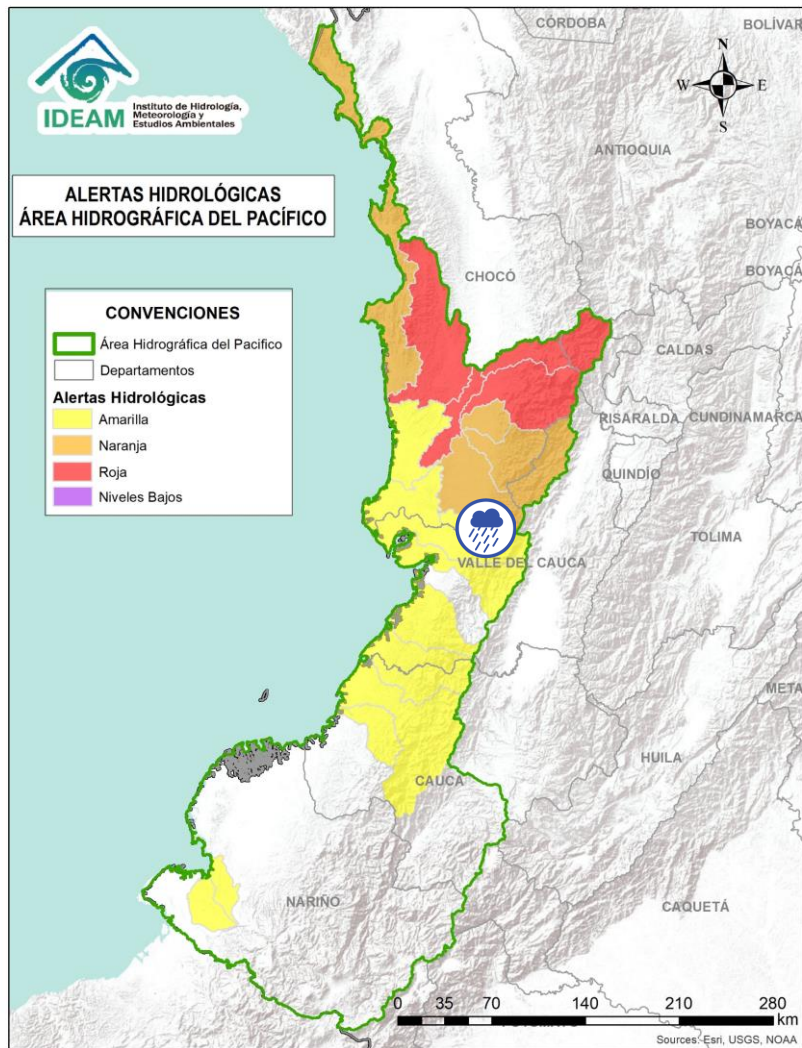 IDEAM
Instituto de Hidrología,
Meteorología y
Estudios Ambientales
ALERTAS HIDROLÓGICAS
ÁREA HIDROGRÁFICA DEL PACÍFICO
CONVENCIONES
Área Hidrográfica del Pacifico
Departamentos
Alertas Hidrológicas
Amarilla
Naranja
Roja
Niveles Bajos
N
W
E
S
CÓRDOBA
BOLÍVAR
ANTIOQUIA
BOYACÁ
BOYACÁ
CHOCÓ
CALDAS
RISARALDA
CUNDINAMARCA
QUINDÍO
TOLIMA
VALLE DEL CAUCA
META
HUILA
CAUCA
NARIÑO
CAQUETÁ
0 35 70 140 210 280
km
Sources: Esri, USGS, NOAA